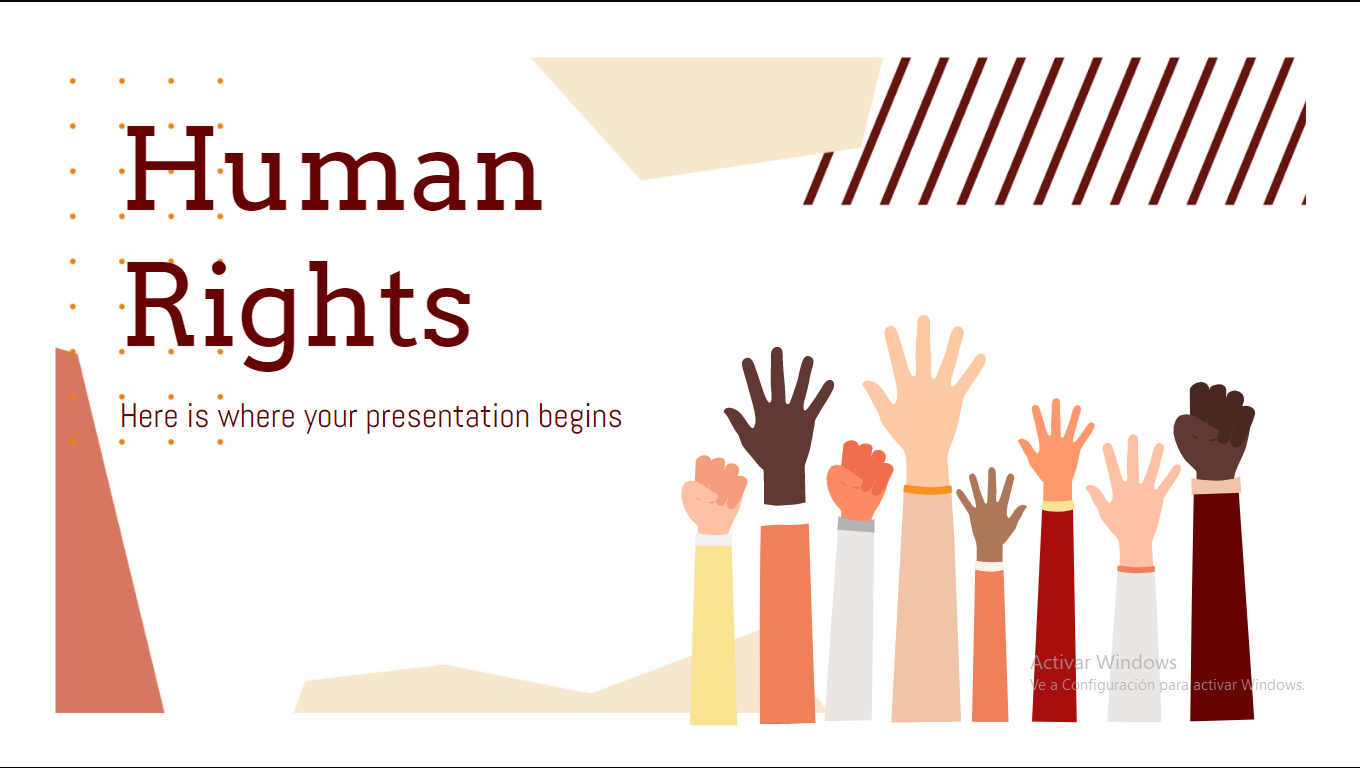 Human
Rights
Here is where your presentation begins
Activar Windows
Ve a Configuración para activar Windows.